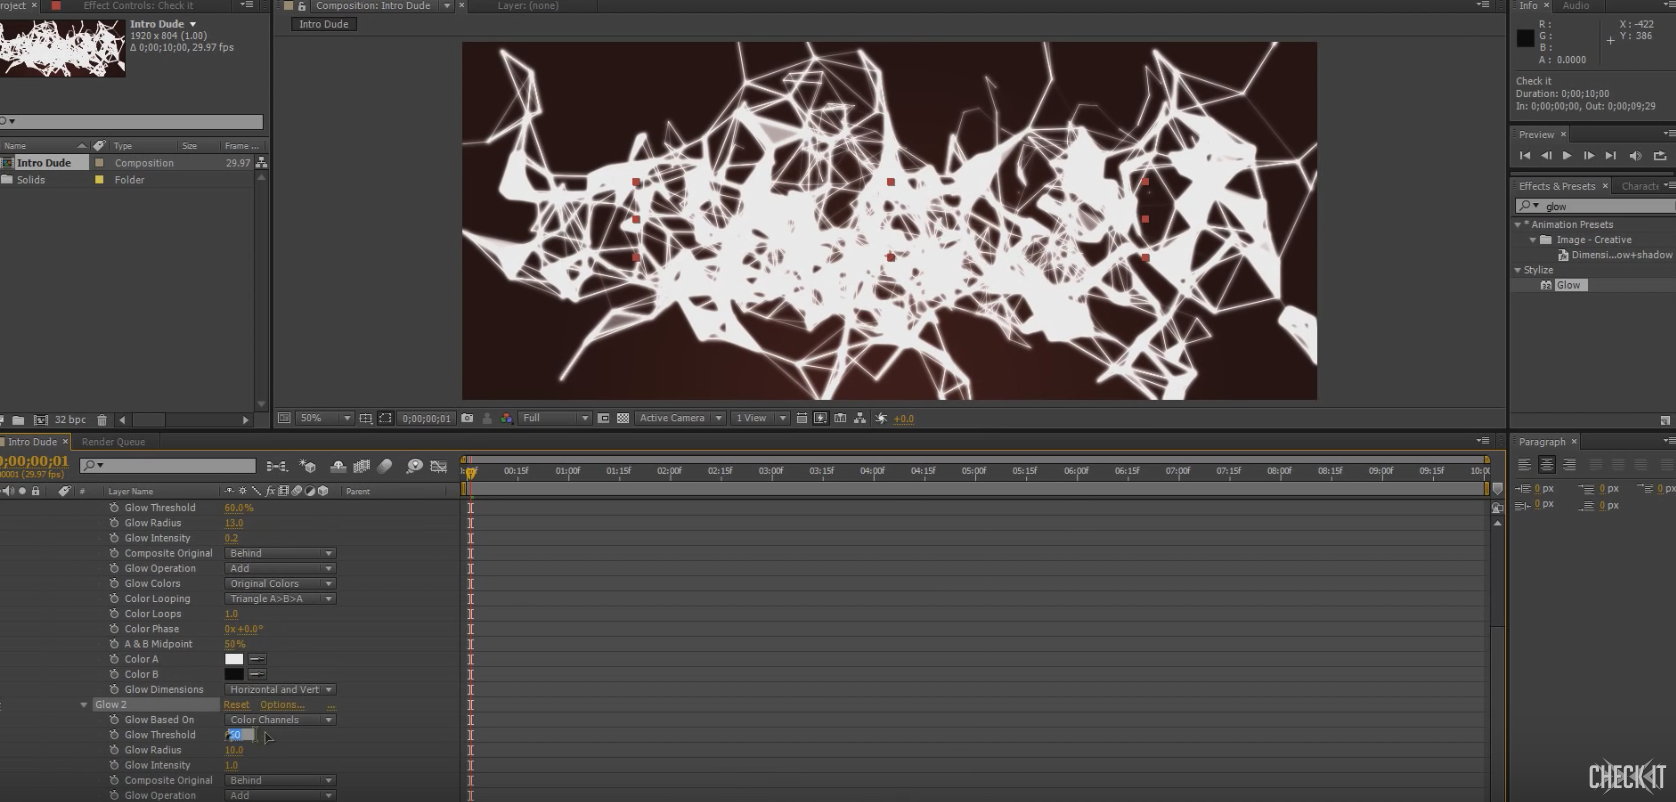 roject
Effect Controls: Check it
Intro Dude
1920 x 804 (1.00)
Δ 0;00;10;00, 29.97 fps
Name
Type
Size
Frame ...
Intro Dude
Composition
29.97
Solids
Folder
32 bpc
Composition: Intro Dude
Layer: (none)
Intro Dude
50%
0;00;00;01
Full
Active Camera
1 View
+0.0
Info
Audio
R :
G :
B :
A : 0.0000
X : -422
Y : 386
Check it
Duration: 0;00;10;00
In: 0;00;00;00, Out: 0;00;09;29
Preview
Effects & Presets
Characte
glow
Animation Presets
Image - Creative
Dimensi...ow+shadow
Stylize
Glow
Paragraph
0 px
0 px
0 px
0 px
0 px
Intro Dude
Render Queue
0;00;00;01
00001 (29.97 fps)
#
Layer Name
Parent
00:15f
01:00f
01:15f
02:00f
02:15f
03:00f
03:15f
04:00f
04:15f
05:00f
05:15f
06:00f
06:15f
07:00f
07:15f
08:00f
08:15f
09:00f
09:15f
10:00
Glow Threshold 60.0%
Glow Radius 13.0
Glow Intensity 0.2
Composite Original Behind
Glow Operation Add
Glow Colors Original Colors
Color Looping Triangle A>B>A
Color Loops 1.0
Color Phase 0x +0.0°
A & B Midpoint 50%
Color A
Color B
Glow Dimensions Horizontal and Vert
Glow 2 Reset Options... ...
Glow Based On Color Channels
Glow Threshold
Glow Radius 10.0
Glow Intensity 1.0
Composite Original Behind
Glow Operation Add
CHECK IT